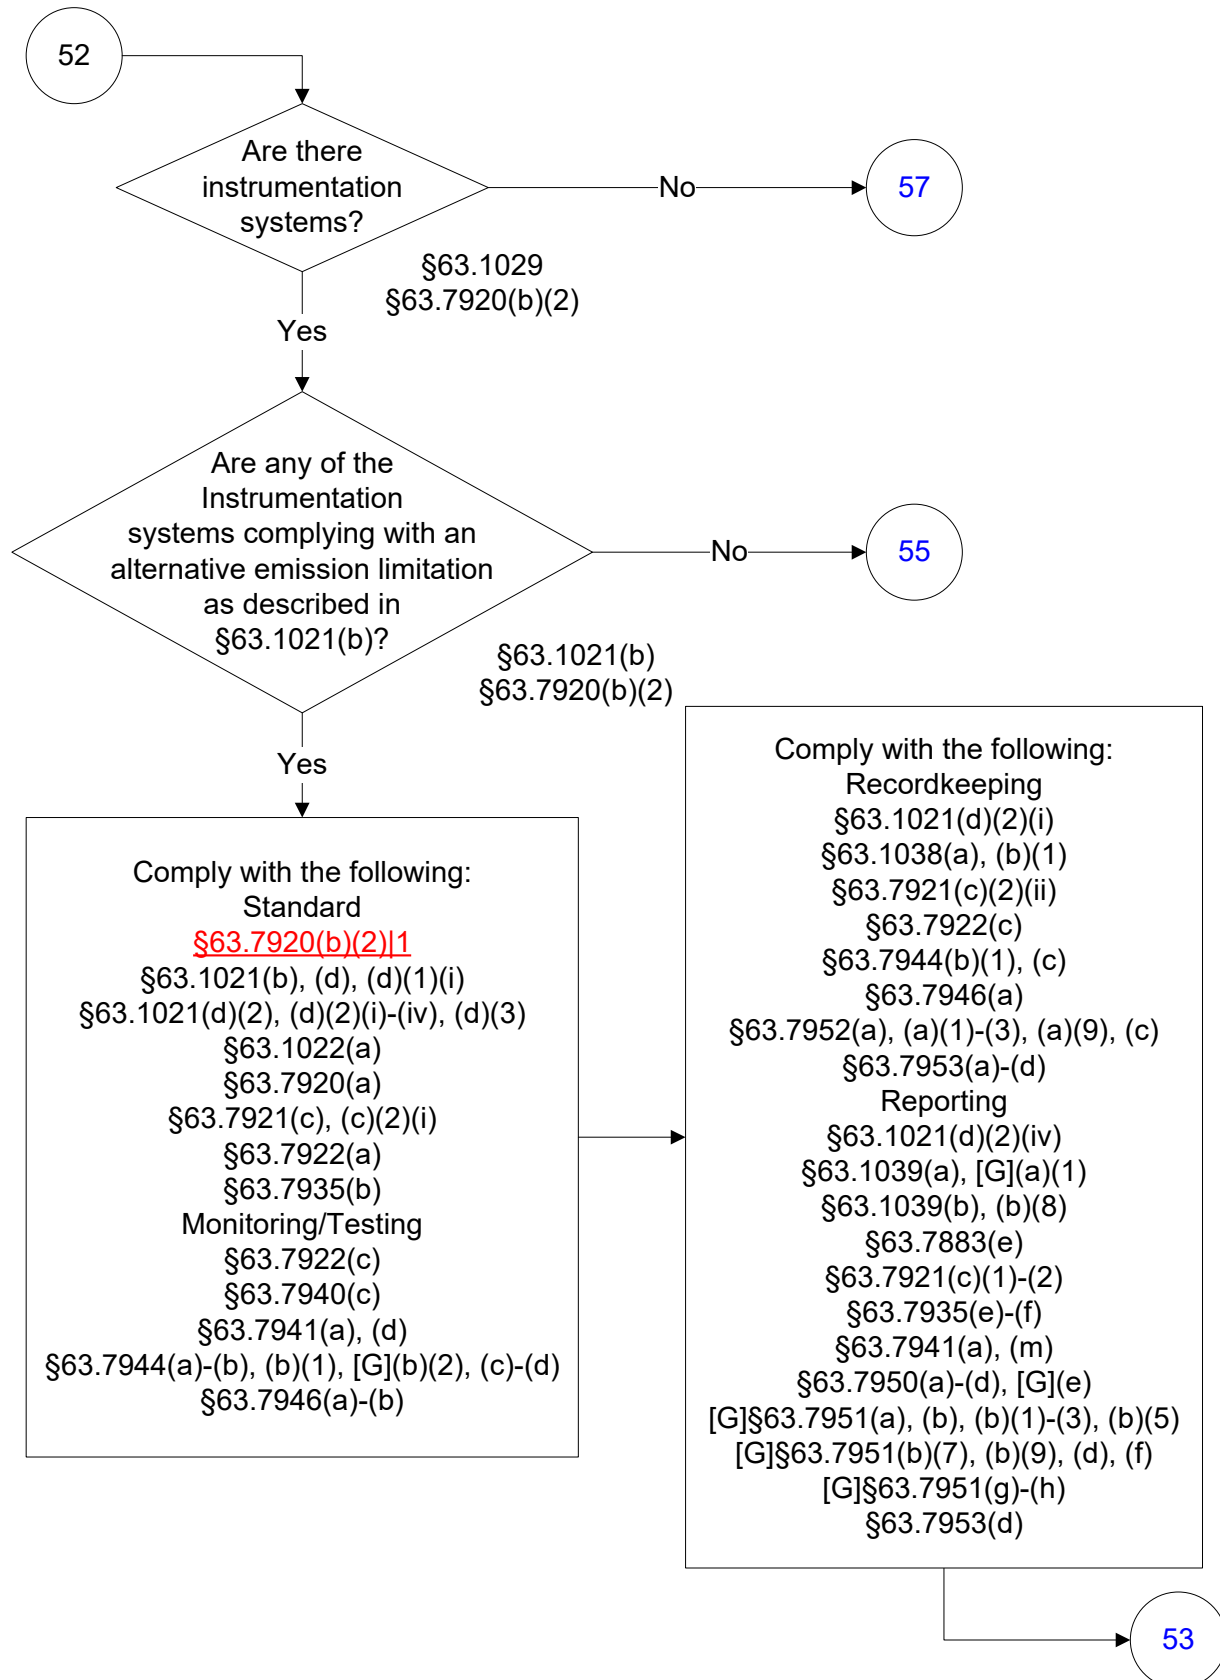 52
Are there
instrumentation
systems?
No
57
§63.1029
§63.7920(b)(2)
Yes
Are any of the
Instrumentation
systems complying with an
alternative emission limitation
as described in
§63.1021(b)?
No
55
§63.1021(b)
§63.7920(b)(2)
Yes
Comply with the following:
Standard
§63.7920(b)(2)|1
§63.1021(b), (d), (d)(1)(i)
§63.1021(d)(2), (d)(2)(i)-(iv), (d)(3)
§63.1022(a)
§63.7920(a)
§63.7921(c), (c)(2)(i)
§63.7922(a)
§63.7935(b)
Monitoring/Testing
§63.7922(c)
§63.7940(c)
§63.7941(a), (d)
§63.7944(a)-(b), (b)(1), [G](b)(2), (c)-(d)
§63.7946(a)-(b)
Comply with the following:
Recordkeeping
§63.1021(d)(2)(i)
§63.1038(a), (b)(1)
§63.7921(c)(2)(ii)
§63.7922(c)
§63.7944(b)(1), (c)
§63.7946(a)
§63.7952(a), (a)(1)-(3), (a)(9), (c)
§63.7953(a)-(d)
Reporting
§63.1021(d)(2)(iv)
§63.1039(a), [G](a)(1)
§63.1039(b), (b)(8)
§63.7883(e)
§63.7921(c)(1)-(2)
§63.7935(e)-(f)
§63.7941(a), (m)
§63.7950(a)-(d), [G](e)
[G]§63.7951(a), (b), (b)(1)-(3), (b)(5)
[G]§63.7951(b)(7), (b)(9), (d), (f)
[G]§63.7951(g)-(h)
§63.7953(d)
53